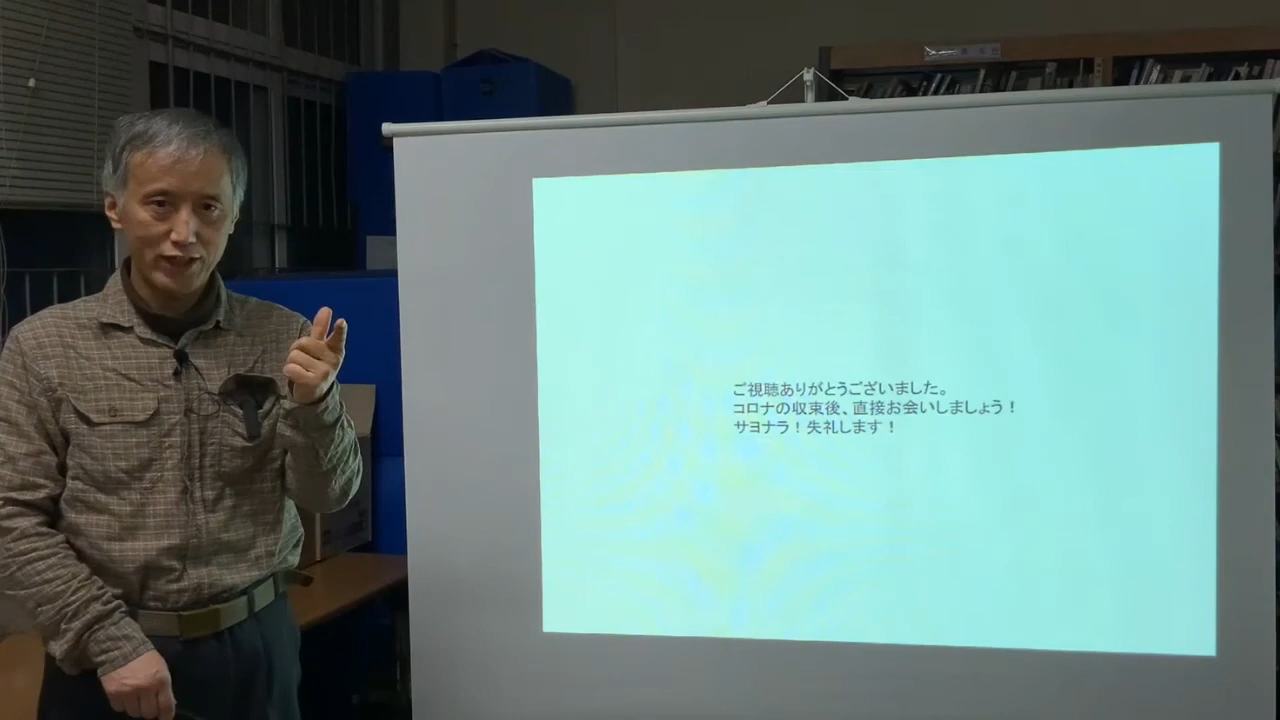 ご視聴ありがとうございました。
コロナの収束後、直接お会いしましょう！
サヨナラ！失礼します！